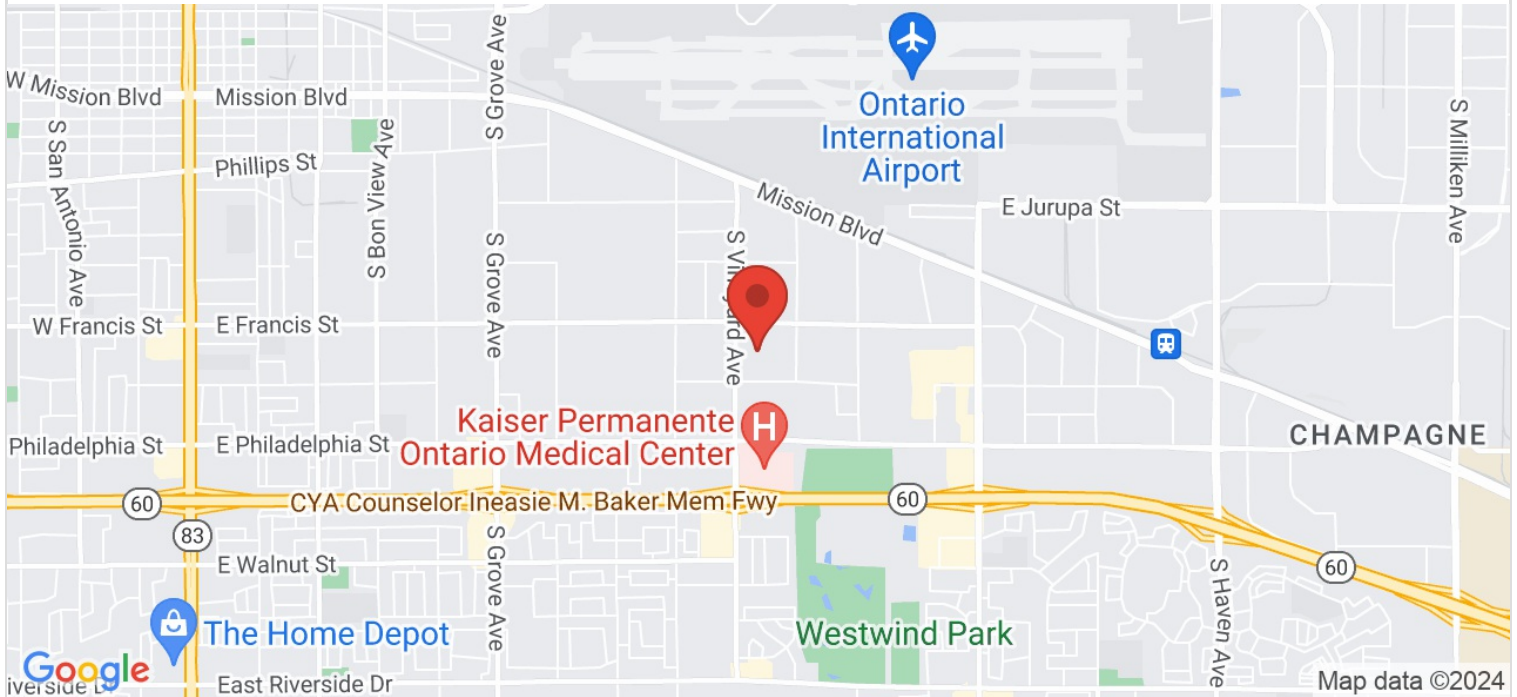 S Grove Ave
W Mission Blvd
Mission Blvd
Ontario
International
Airport
S Milliken Ave
S San Antonio Ave
Phillips St
S Bon View Ave
Mission Blvd
E Jurupa St
S Grove Ave
W Francis St
E Francis St
Kaiser Permanente
Ontario Medical Center
H
Philadelphia St
E Philadelphia St
CHAMPAGNE
60
CYA Counselor Ineasie M. Baker Mem Fwy
60
83
E Walnut St
S Grove Ave
60
S Haven Ave
The Home Depot
Westwind Park
Google
East Riverside Dr
Map data ©2024